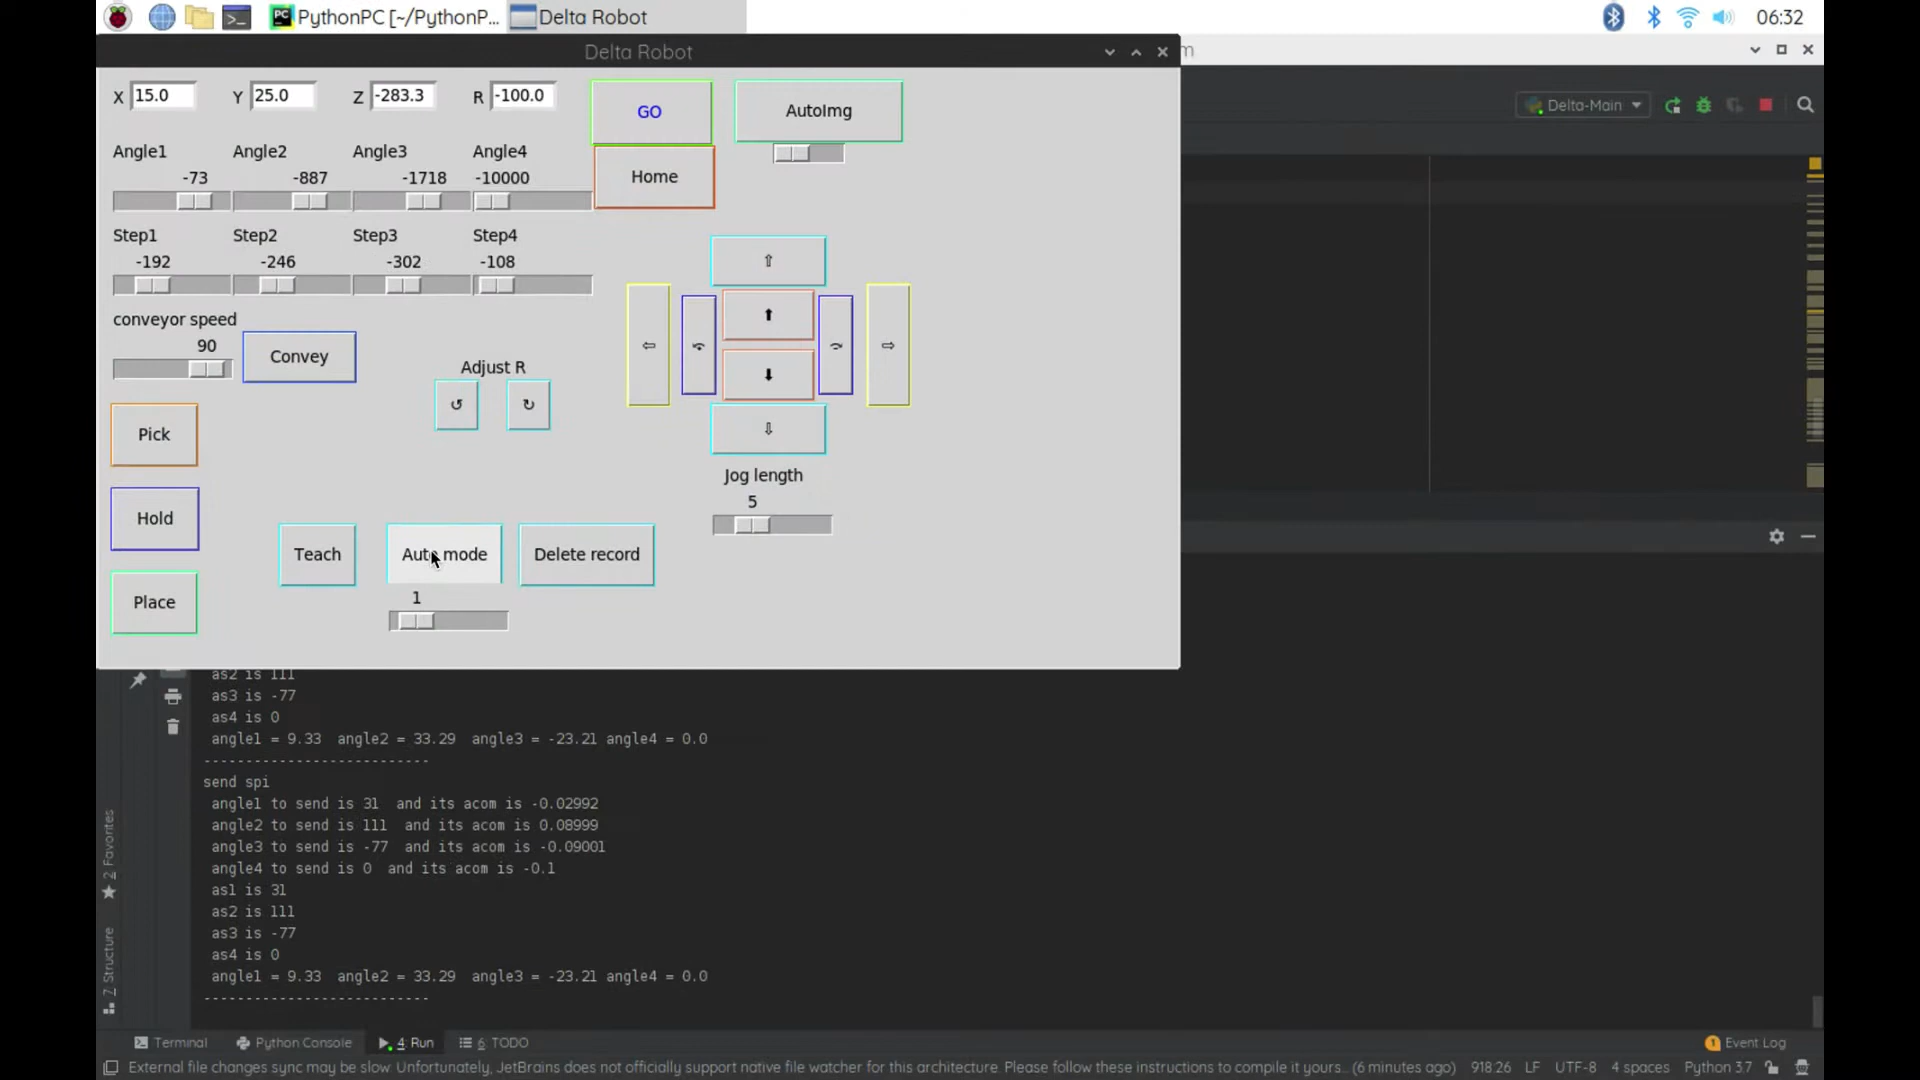 PythonPC [~/PythonP...
Delta Robot
06:32
Delta Robot
m
X 15.0 Y 25.0 Z -283.3 R -100.0
GO
AutoImg
Delta-Main
Angle1 Angle2 Angle3 Angle4
-73 -887 -1718 -10000
Home
Step1 Step2 Step3 Step4
-192 -246 -302 -108
conveyor speed
90
Convey
Adjust R
Pick
Jog length
5
Hold
Teach
Auto mode
Delete record
1
Place
as2 is 111
as3 is -77
as4 is 0
angle1 = 9.33 angle2 = 33.29 angle3 = -23.21 angle4 = 0.0
---------------------------
send spi
angle1 to send is 31 and its acom is -0.02992
angle2 to send is 111 and its acom is 0.08999
angle3 to send is -77 and its acom is -0.09001
angle4 to send is 0 and its acom is -0.1
as1 is 31
as2 is 111
as3 is -77
as4 is 0
angle1 = 9.33 angle2 = 33.29 angle3 = -23.21 angle4 = 0.0
---------------------------
2: Favorites
7: Structure
Terminal
Python Console
4: Run
6: TODO
1 Event Log
External file changes sync may be slow: Unfortunately, JetBrains does not officially support native file watcher for this architecture. Please follow these instructions to compile it yours... (6 minutes ago)
918:26 LF UTF-8 4 spaces Python 3.7